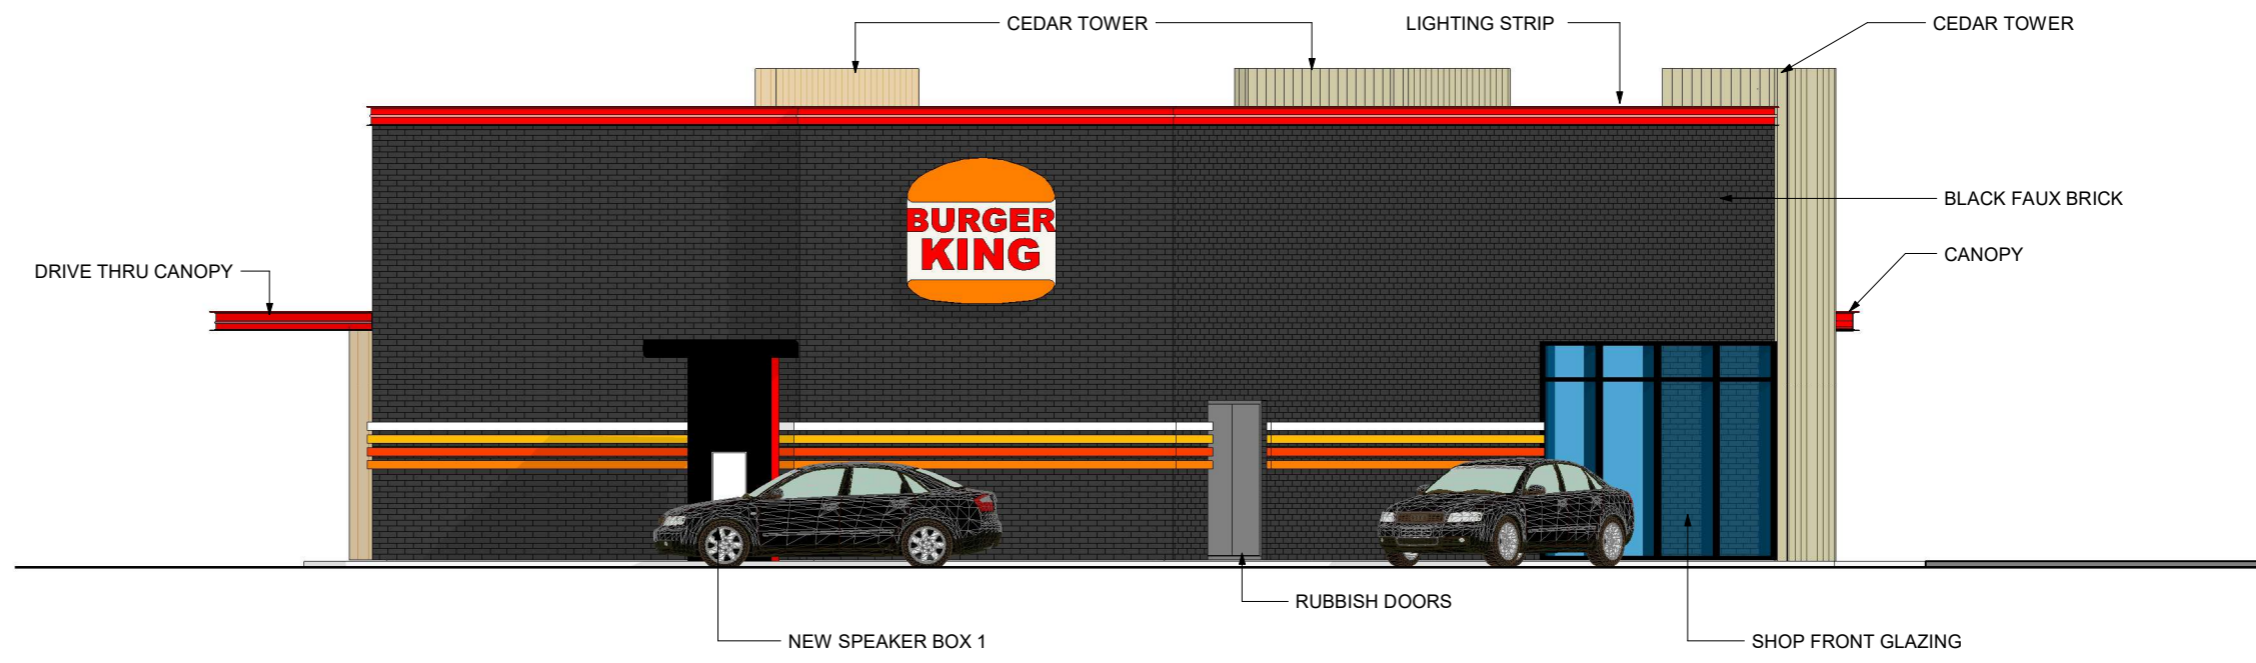 CEDAR TOWER
LIGHTING STRIP
CEDAR TOWER
BLACK FAUX BRICK
BURGER
KING
CANOPY
DRIVE THRU CANOPY
RUBBISH DOORS
NEW SPEAKER BOX 1
SHOP FRONT GLAZING